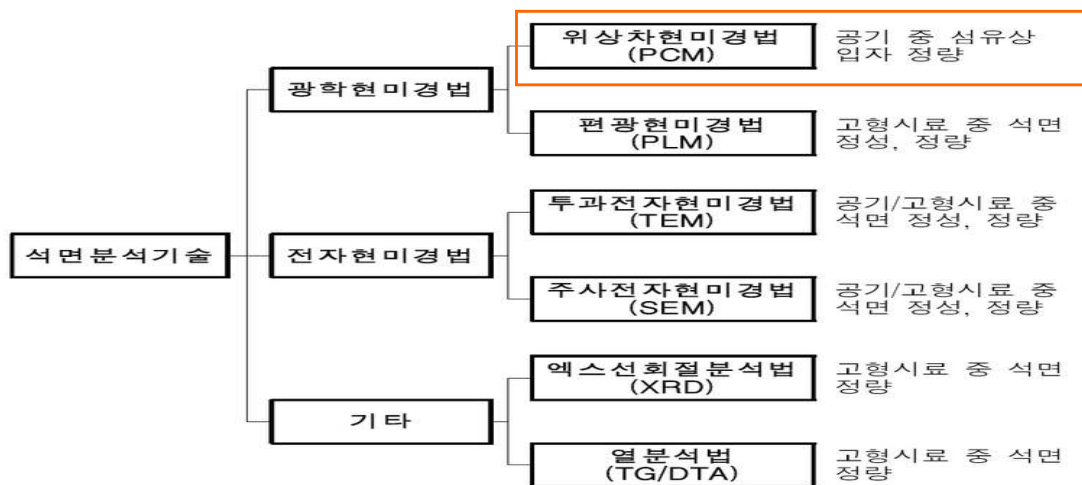 위상차현미경법
(PCM)
공기 중 섬유상
입자 정량
광학현미경법
편광현미경법
(PLM)
고형시료 중 석면
정성, 정량
투과전자현미경법
(TEM)
공기/고형시료 중
석면 정성, 정량
석면분석기술
전자현미경법
주사전자현미경법
(SEM)
공기/고형시료 중
석면 정성, 정량
엑스선회절분석법
(XRD)
고형시료 중 석면
정량
기타
열분석법
(TG/DTA)
고형시료 중 석면
정량